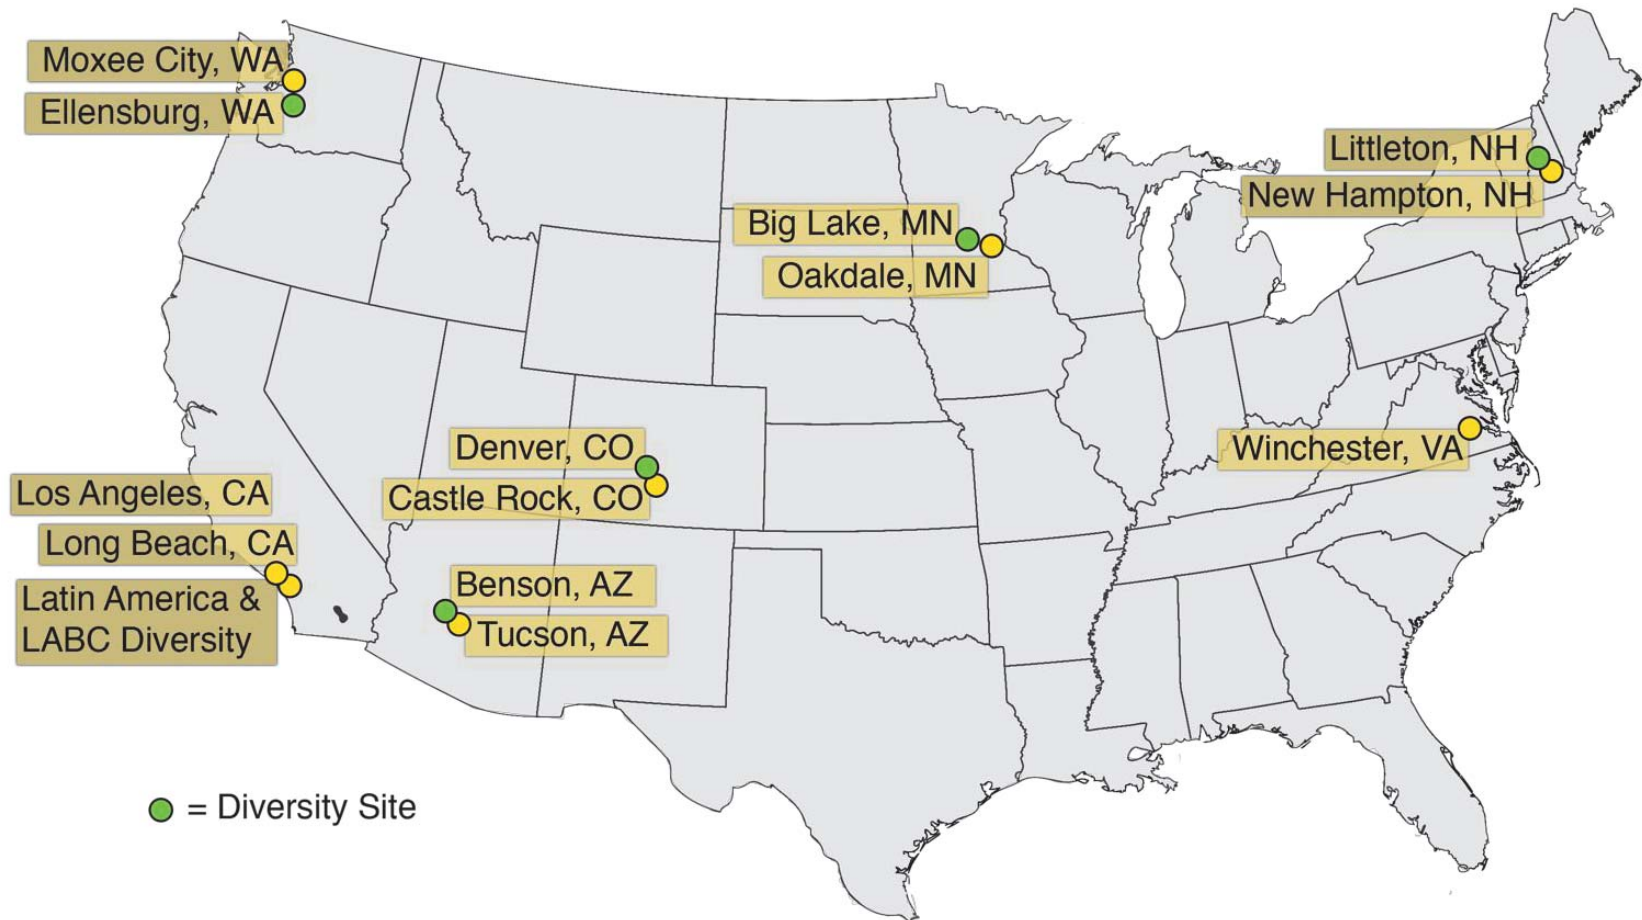 Moxee City, WA
Ellensburg, WA
Littleton, NH
New Hampton, NH
Big Lake, MN
Oakdale, MN
Denver, CO
Castle Rock, CO
Winchester, VA
Los Angeles, CA
Long Beach, CA
Latin America &
LABC Diversity
Benson, AZ
Tucson, AZ
= Diversity Site